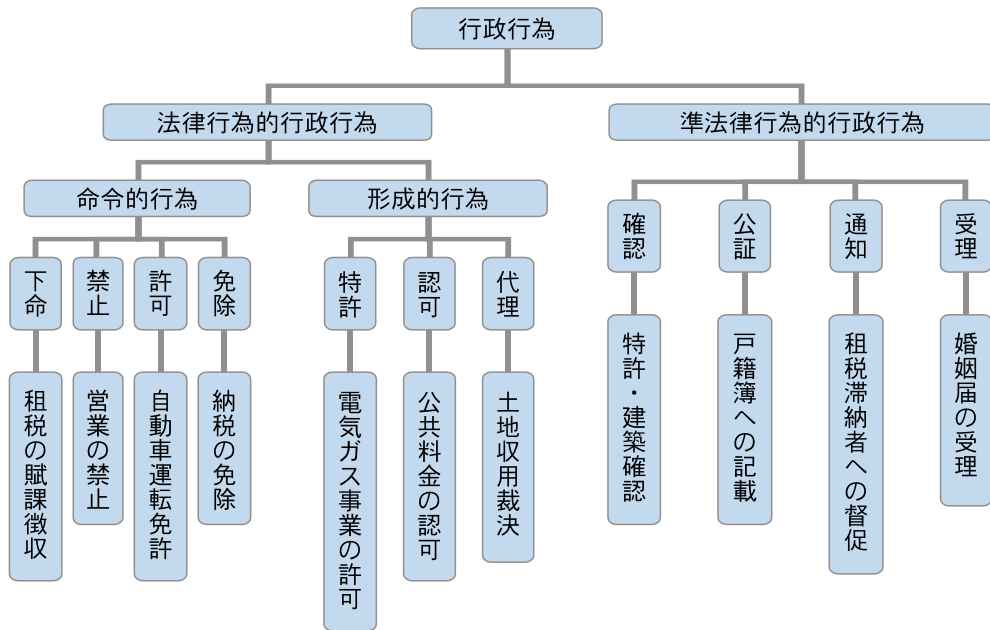 行政行為
法律行為的行政行為
準法律行為的行政行為
命令的行為
形成的行為
確認
公証
通知
受理
下命
禁止
許可
免除
特許
認可
代理
特許・建築確認
戸籍簿への記載
租税滞納者への督促
婚姻届の受理
租税の賦課徴収
営業の禁止
自動車運転免許
納税の免除
電気ガス事業の許可
公共料金の認可
土地収用裁決